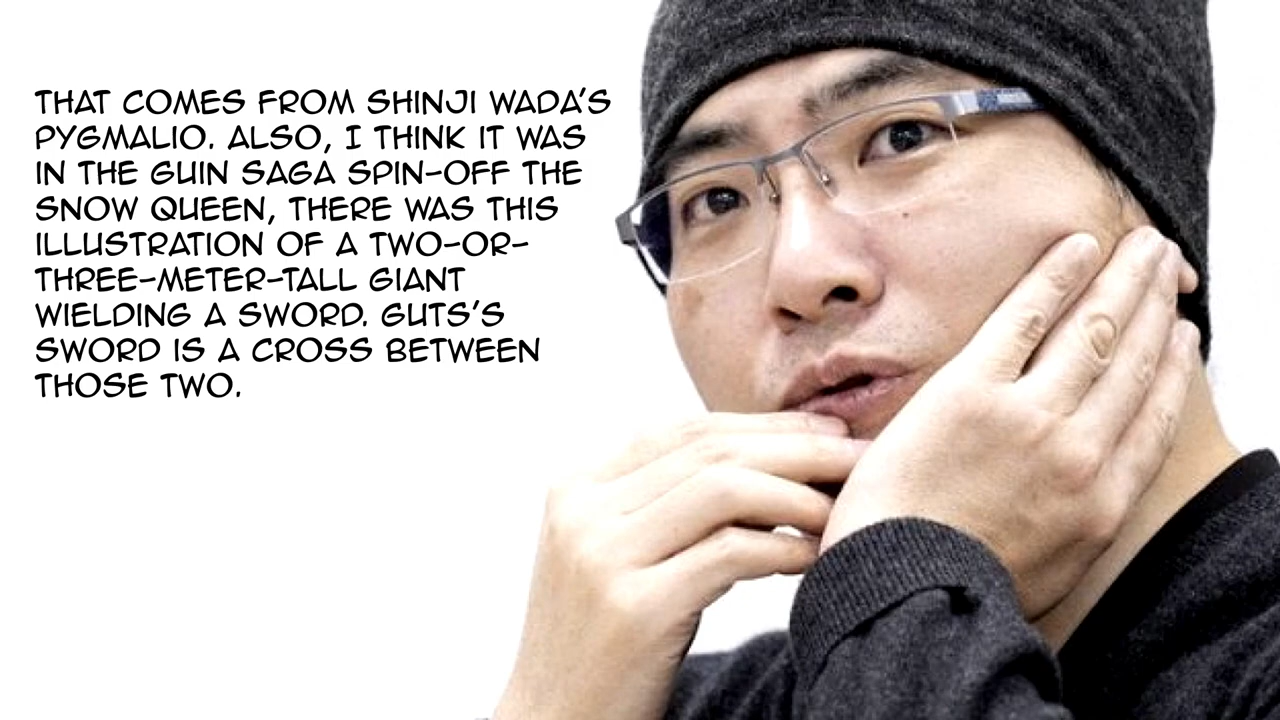 THAT COMES FROM SHINJI WADA'S
PYGMALIO. ALSO, I THINK IT WAS
IN THE GUIN SAGA SPIN-OFF THE
SNOW QUEEN, THERE WAS THIS
ILLUSTRATION OF A TWO-OR-
THREE-METER-TALL GIANT
WIELDING A SWORD. GUTS'S
SWORD IS A CROSS BETWEEN
THOSE TWO.